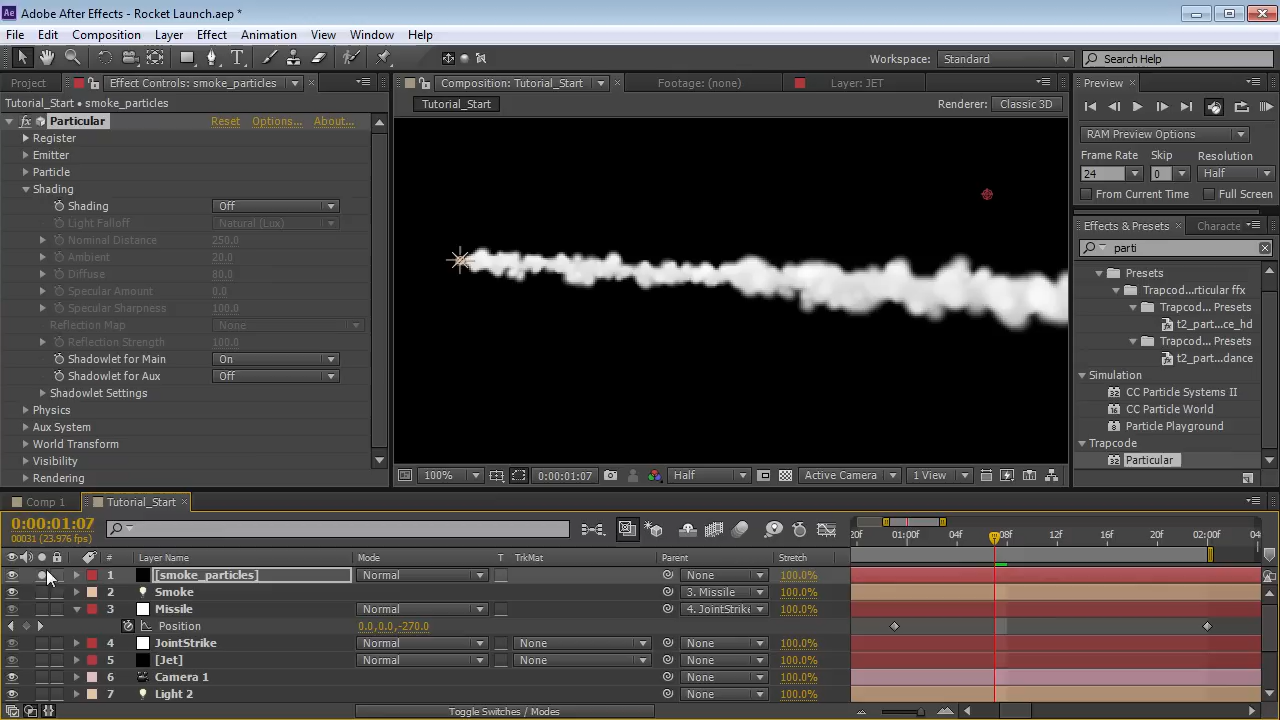 Adobe After Effects - Rocket Launch.aep *
File Edit Composition Layer Effect Animation View Window Help
Workspace: Standard Search Help
Project Effect Controls: smoke_particles Composition: Tutorial_Start Footage: (none) Layer: JET Preview
Tutorial_Start • smoke_particles Tutorial_Start Renderer: Classic 3D
fx Particular Reset Options... About...
Register
Emitter
Particle
Shading
Shading Off
Light Falloff Natural (Lux)
Nominal Distance 250.0
Ambient 20.0
Diffuse 80.0
Specular Amount 0.0
Specular Sharpness 100.0
Reflection Map None
Reflection Strength 100.0
Shadowlet for Main On
Shadowlet for Aux Off
Shadowlet Settings
Physics
Aux System
World Transform
Visibility
Rendering
RAM Preview Options
Frame Rate Skip Resolution
24 0 Half
From Current Time Full Screen
Effects & Presets Characte
parti
Presets
Trapcod...rticular ffx
Trapcod... Presets
t2_part...ce_hd
Trapcod... Presets
t2_part...dance
Simulation
CC Particle Systems II
CC Particle World
Particle Playground
Trapcode
Particular
100% 0:00:01:07 Half Active Camera 1 View
Comp 1 Tutorial_Start
0:00:01:07
00031 (23.976 fps)
# Layer Name Mode T TrkMat Parent Stretch
20f 01:00f 04f 08f 12f 16f 20f 02:00f 04
1 [smoke_particles] Normal None 100.0%
2 Smoke 3. Missile 100.0%
3 Missile Normal 4. JointStrike 100.0%
Position 0.0,0.0,-270.0
4 JointStrike Normal None None 100.0%
5 [Jet] Normal None None 100.0%
6 Camera 1 None 100.0%
7 Light 2 None 100.0%
Toggle Switches / Modes